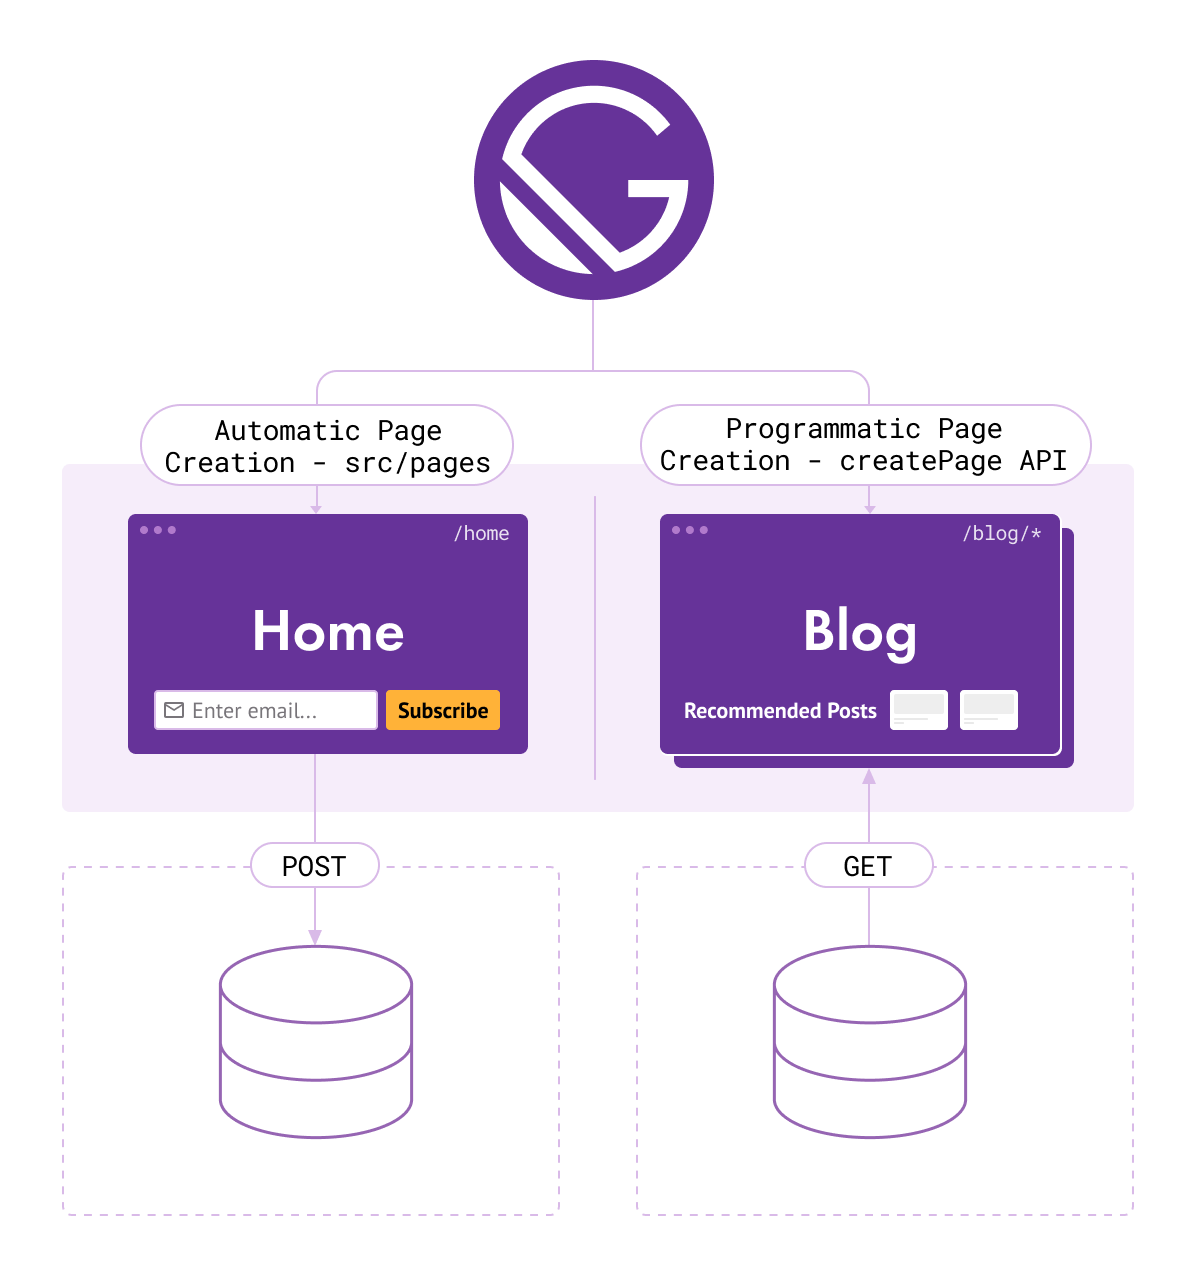 Automatic Page
Creation - src/pages
Programmatic Page
Creation - createPage API
/home
Home
Enter email...
Subscribe
/blog/*
Blog
Recommended Posts
POST
GET